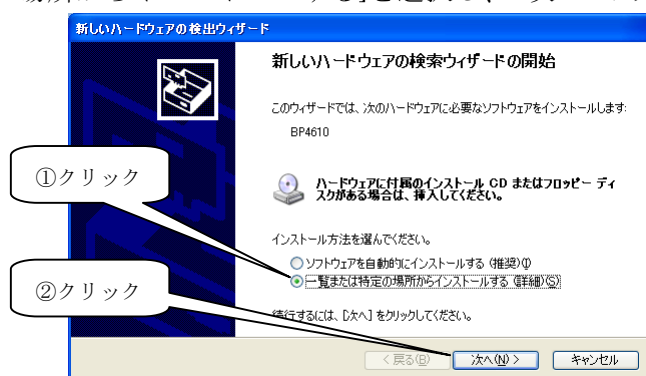 新しいハードウェアの検出ウィザード
新しいハードウェアの検索ウィザードの開始
このウィザードでは、次のハードウェアに必要なソフトウェアをインストールします:
BP4610
①クリック
ハードウェアに付属のインストール CD またはフロッピー ディ
スクがある場合は、挿入してください。
インストール方法を選んでください。
ソフトウェアを自動的にインストールする (推奨)(I)
一覧または特定の場所からインストールする (詳細)(S)
②クリック
続行するには、[次へ] をクリックしてください。
< 戻る(B)
次へ(N) >
キャンセル